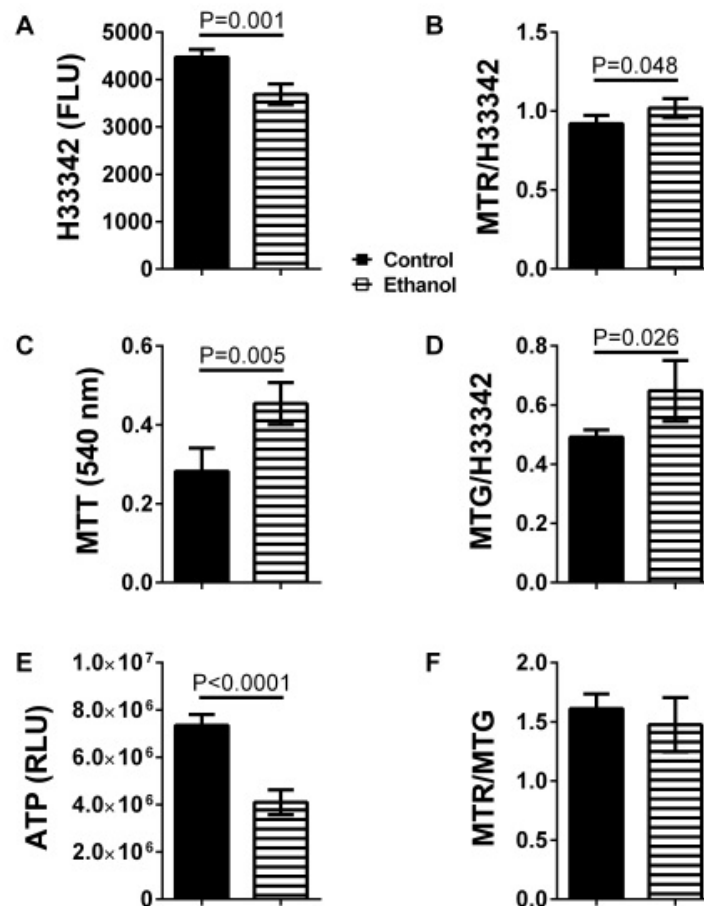 A
P=0.001
5000
4000
3000
2000
1000
0
H33342 (FLU)
B
P=0.048
1.5
1.0
0.5
0.0
MTR/H33342
Control
Ethanol
C
P=0.005
0.6
0.4
0.2
0.0
MTT (540 nm)
D
P=0.026
0.8
0.6
0.4
0.2
0.0
MTG/H33342
E
P<0.0001
1.0×10⁷
8.0×10⁶
6.0×10⁶
4.0×10⁶
2.0×10⁶
0
ATP (RLU)
F
2.0
1.5
1.0
0.5
0.0
MTR/MTG